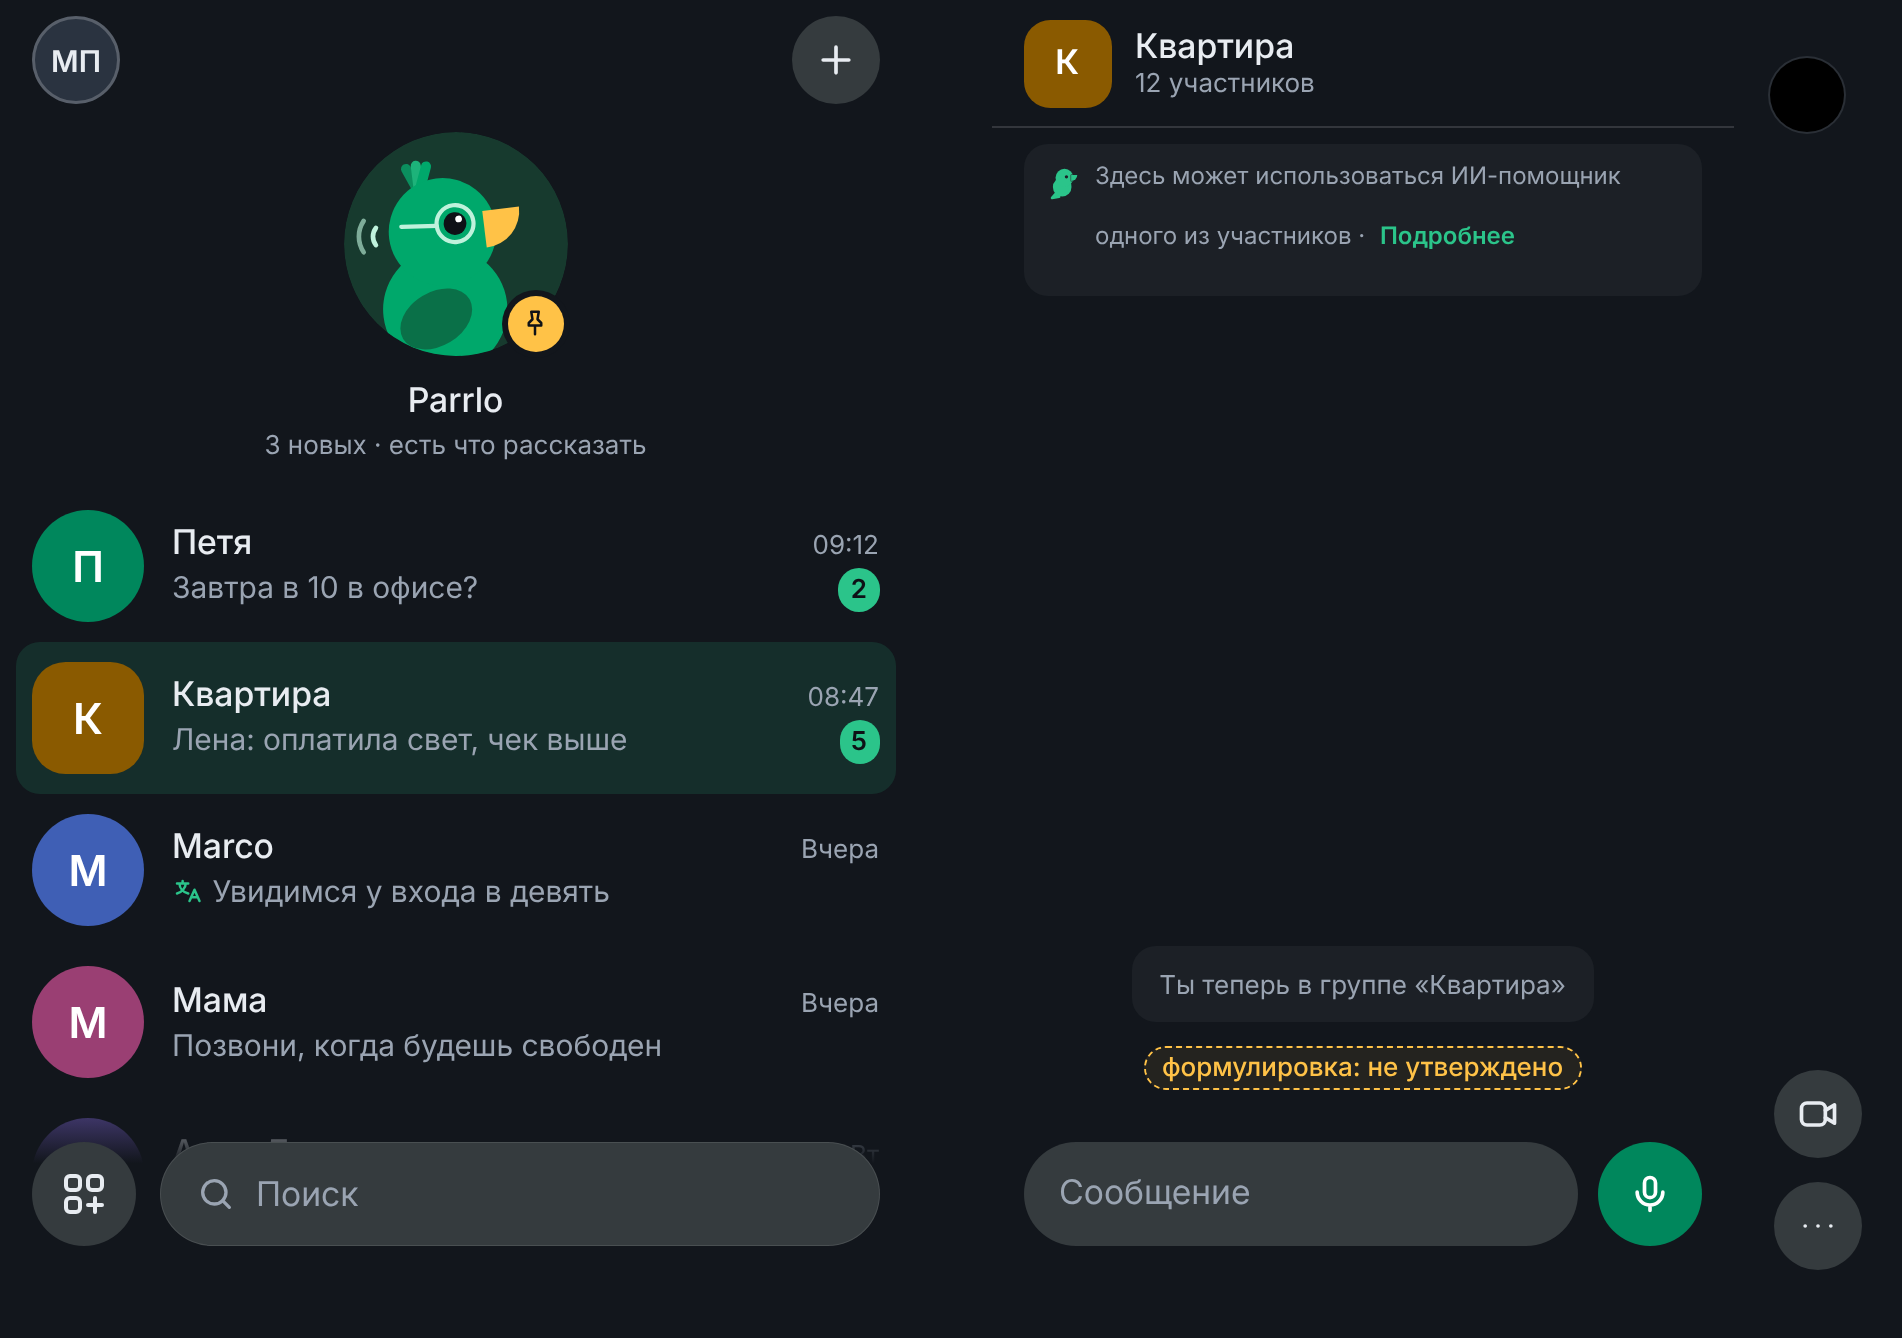 МП
Parrlo
3 новых · есть что рассказать
П
Петя
09:12
Завтра в 10 в офисе?
2
К
Квартира
08:47
Лена: оплатила свет, чек выше
5
M
Marco
Вчера
Увидимся у входа в девять
М
Мама
Вчера
Позвони, когда будешь свободен
Поиск
К
Квартира
12 участников
Здесь может использоваться ИИ-помощник
одного из участников · Подробнее
Ты теперь в группе «Квартира»
формулировка: не утверждено
Сообщение